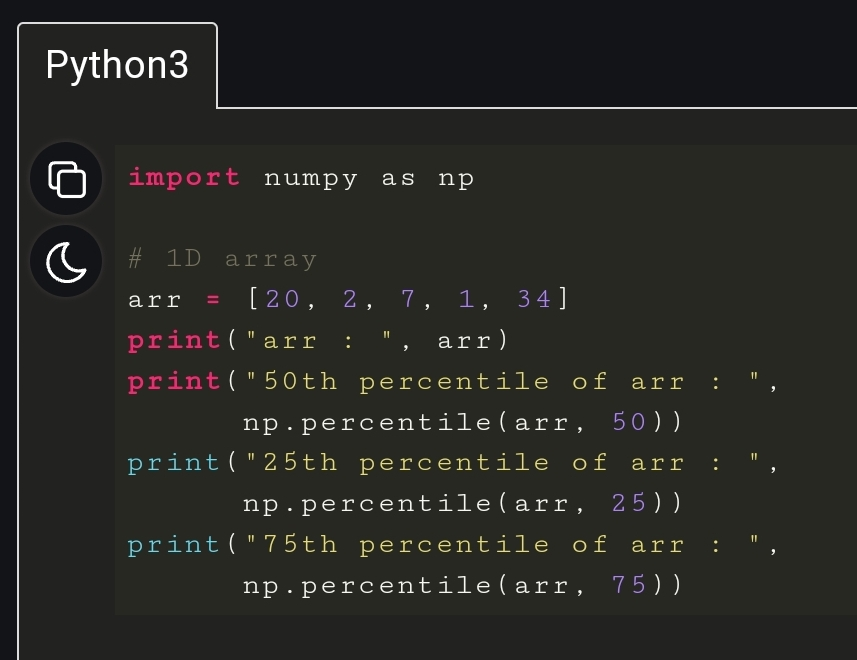 Python3
import numpy as np
# 1D array
arr = [20, 2, 7, 1, 34]
print("arr : ", arr)
print("50th percentile of arr : ",
      np.percentile(arr, 50))
print("25th percentile of arr : ",
      np.percentile(arr, 25))
print("75th percentile of arr : ",
      np.percentile(arr, 75))